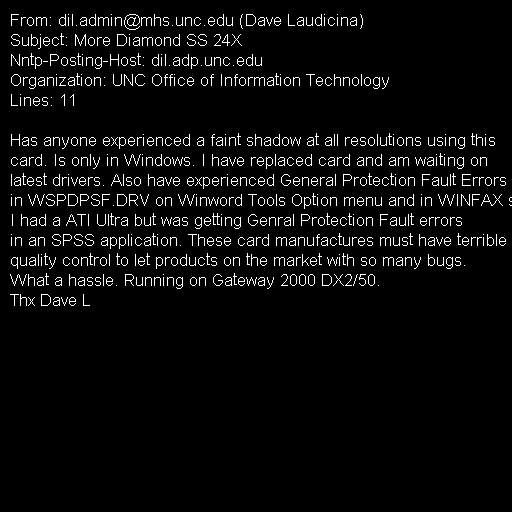 From: dil.admin@mhs.unc.edu (Dave Laudicina)
Subject: More Diamond SS 24X
Nntp-Posting-Host: dil.adp.unc.edu
Organization: UNC Office of Information Technology
Lines: 11

Has anyone experienced a faint shadow at all resolutions using this
card. Is only in Windows. I have replaced card and am waiting on
latest drivers. Also have experienced General Protection Fault Errors
in WSPDPSF.DRV on Winword Tools Option menu and in WINFAX
I had a ATI Ultra but was getting Genral Protection Fault errors
in an SPSS application. These card manufactures must have terrible
quality control to let products on the market with so many bugs.
What a hassle. Running on Gateway 2000 DX2/50.
Thx Dave L